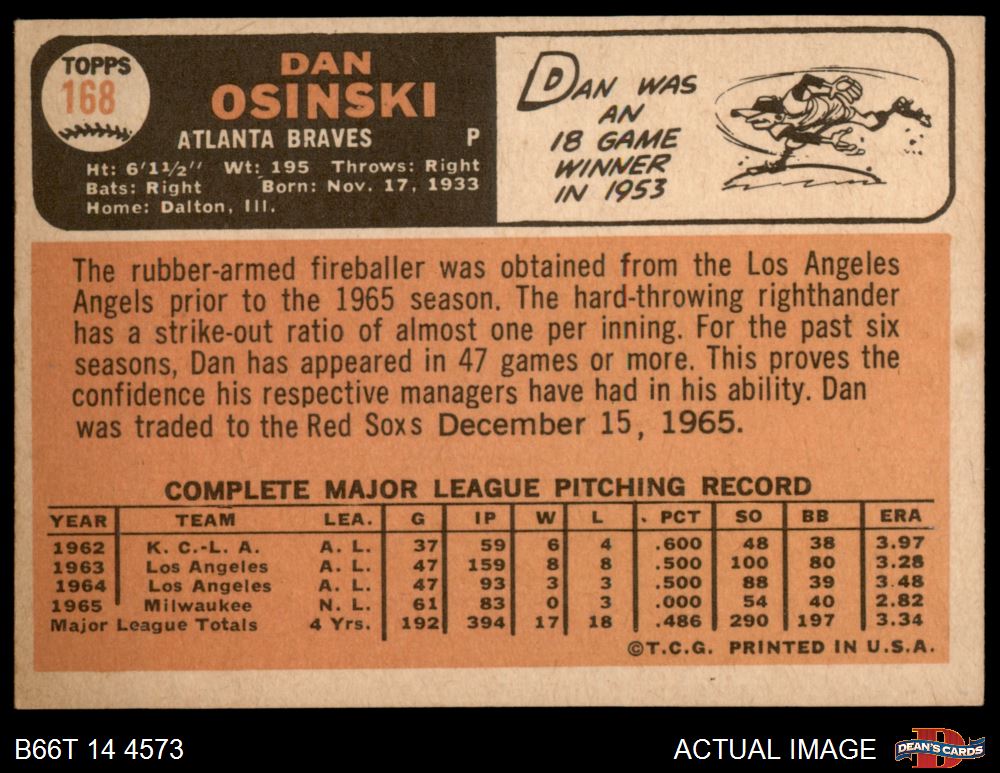 TOPPS
168
DAN
OSINSKI
ATLANTA BRAVES P
Ht: 6'11/2" Wt: 195 Throws: Right
Bats: Right Born: Nov. 17, 1933
Home: Dalton, Ill.
DAN WAS
AN
18 GAME
WINNER
IN 1953
The rubber-armed fireballer was obtained from the Los Angeles
Angels prior to the 1965 season. The hard-throwing righthander
has a strike-out ratio of almost one per inning. For the past six
seasons, Dan has appeared in 47 games or more. This proves the
confidence his respective managers have had in his ability. Dan
was traded to the Red Soxs December 15, 1965.
COMPLETE MAJOR LEAGUE PITCHING RECORD
YEAR TEAM LEA. G IP W L PCT SO BB ERA
1962 K. C.-L. A. A. L. 37 59 6 4 .600 48 38 3.97
1963 Los Angeles A. L. 47 159 8 8 .500 100 80 3.28
1964 Los Angeles A. L. 47 93 3 3 .500 88 39 3.48
1965 Milwaukee N. L. 61 83 0 3 .000 54 40 2.82
Major League Totals 4 Yrs. 192 394 17 18 .486 290 197 3.34
©T.C.G. PRINTED IN U.S.A.
B66T 14 4573
ACTUAL IMAGE
D
DEAN'S CARDS